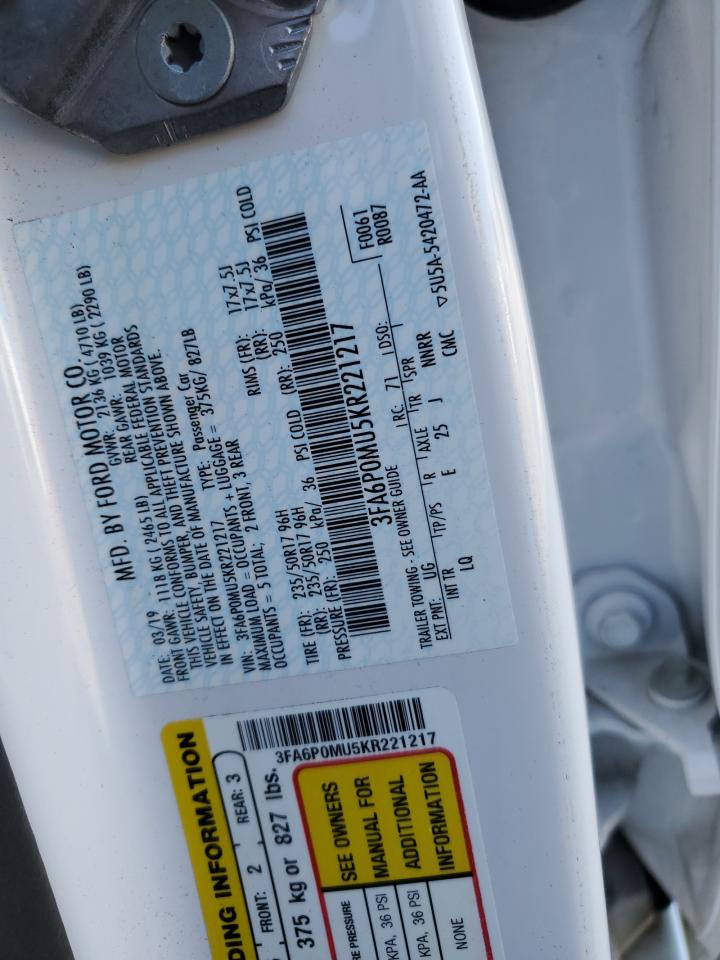 MFD. BY FORD MOTOR CO.
DATE: 03/19 GVWR: 2136 KG ( 4710 LB)
FRONT GAWR: 1118 KG ( 2465 LB) REAR GAWR: 1039 KG ( 2290 LB)
THIS VEHICLE CONFORMS TO ALL APPLICABLE FEDERAL MOTOR
VEHICLE SAFETY, BUMPER, AND THEFT PREVENTION STANDARDS
IN EFFECT ON THE DATE OF MANUFACTURE SHOWN ABOVE.
VIN: 3FA6P0MU5KR221217 TYPE: Passenger Car
MAXIMUM LOAD = OCCUPANTS + LUGGAGE = 375KG/ 827LB
OCCUPANTS = 5 TOTAL: 2 FRONT, 3 REAR
TIRE (FR): 235/50R17 96H RIMS (FR): 17x7.5J
(RR): 235/50R17 96H (RR): 17x7.5J
PRESSURE (FR): 250 kPa/ 36 PSI COLD (RR): 250 kPa/ 36 PSI COLD
3FA6P0MU5KR221217
F0061
R0087
TRAILER TOWING - SEE OWNER GUIDE RC: 71 DSO:
EXT PNT: UG TP/PS R AXLE TR SPR
INT TR E 25 J NNRR
LQ CMC ▽5U5A-5420472-AA
3FA6P0MU5KR221217
DING INFORMATION
FRONT: 2 REAR: 3
375 kg or 827 lbs.
RE PRESSURE
KPA, 36 PSI
KPA, 36 PSI
NONE
SEE OWNERS
MANUAL FOR
ADDITIONAL
INFORMATION